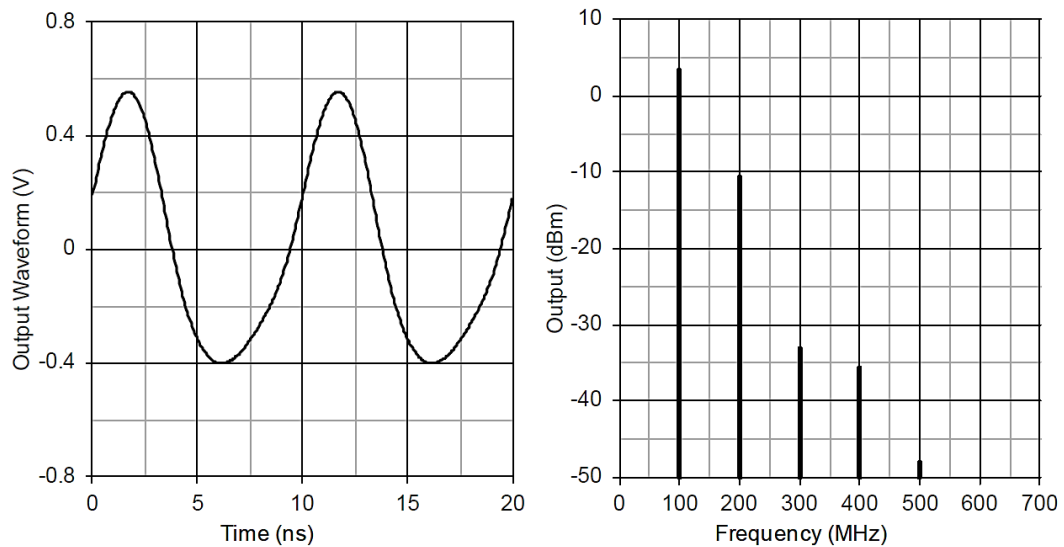 0.8
0.4
0
-0.4
-0.8
Output Waveform (V)
0 5 10 15 20
Time (ns)
10
0
-10
-20
-30
-40
-50
Output (dBm)
0 100 200 300 400 500 600 700
Frequency (MHz)